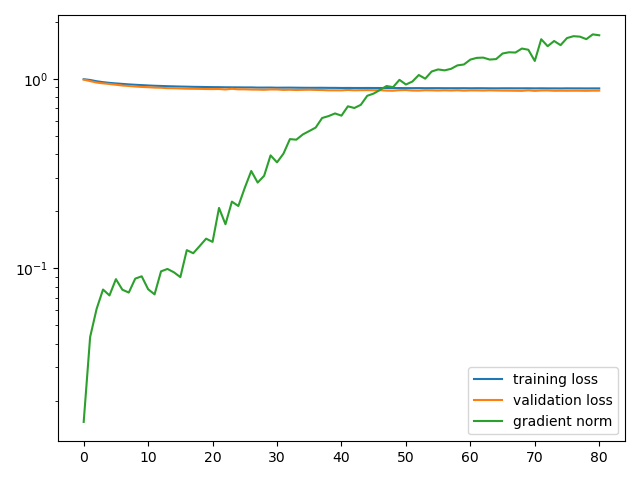 10⁰
10⁻¹
0 10 20 30 40 50 60 70 80
training loss
validation loss
gradient norm